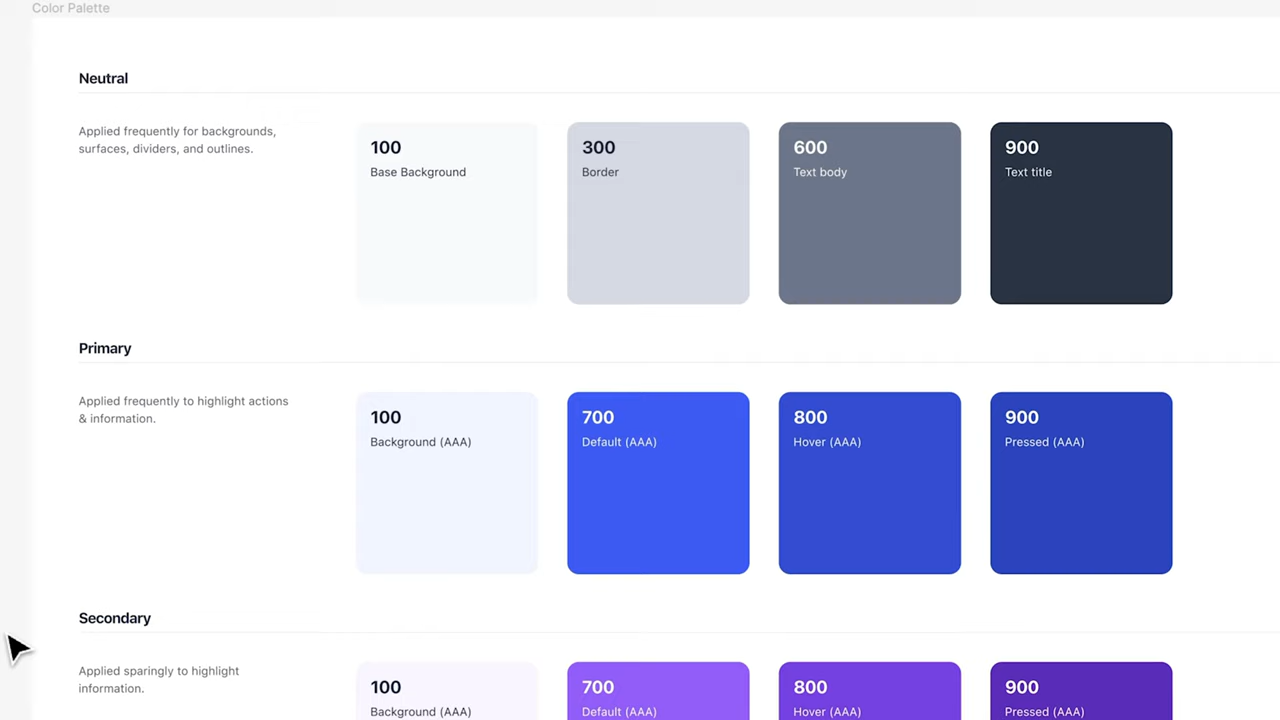 Color Palette
Neutral
Applied frequently for backgrounds,
surfaces, dividers, and outlines.
100
Base Background
300
Border
600
Text body
900
Text title
Primary
Applied frequently to highlight actions
& information.
100
Background (AAA)
700
Default (AAA)
800
Hover (AAA)
900
Pressed (AAA)
Secondary
Applied sparingly to highlight
information.
100
Background (AAA)
700
Default (AAA)
800
Hover (AAA)
900
Pressed (AAA)